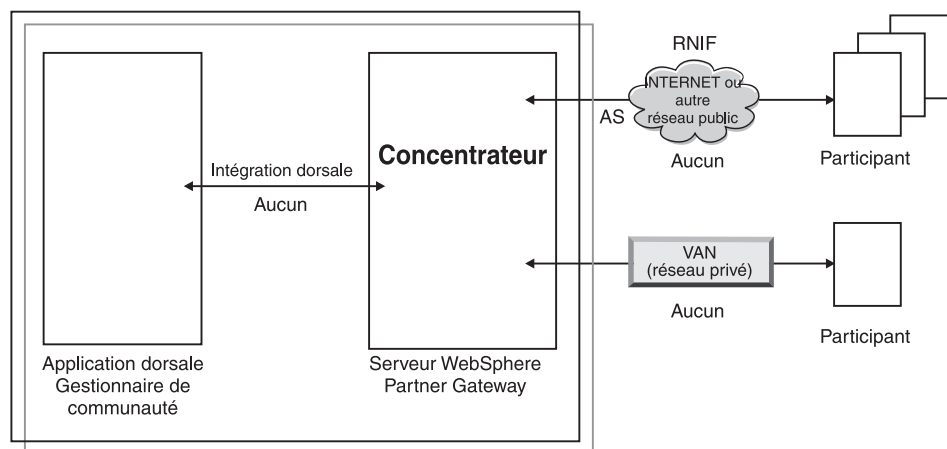 RNIF
INTERNET ou
autre
réseau public
AS
Aucun
Participant
Concentrateur
Intégration dorsale
Aucun
VAN
(réseau privé)
Aucun
Participant
Application dorsale
Gestionnaire de
communauté
Serveur WebSphere
Partner Gateway